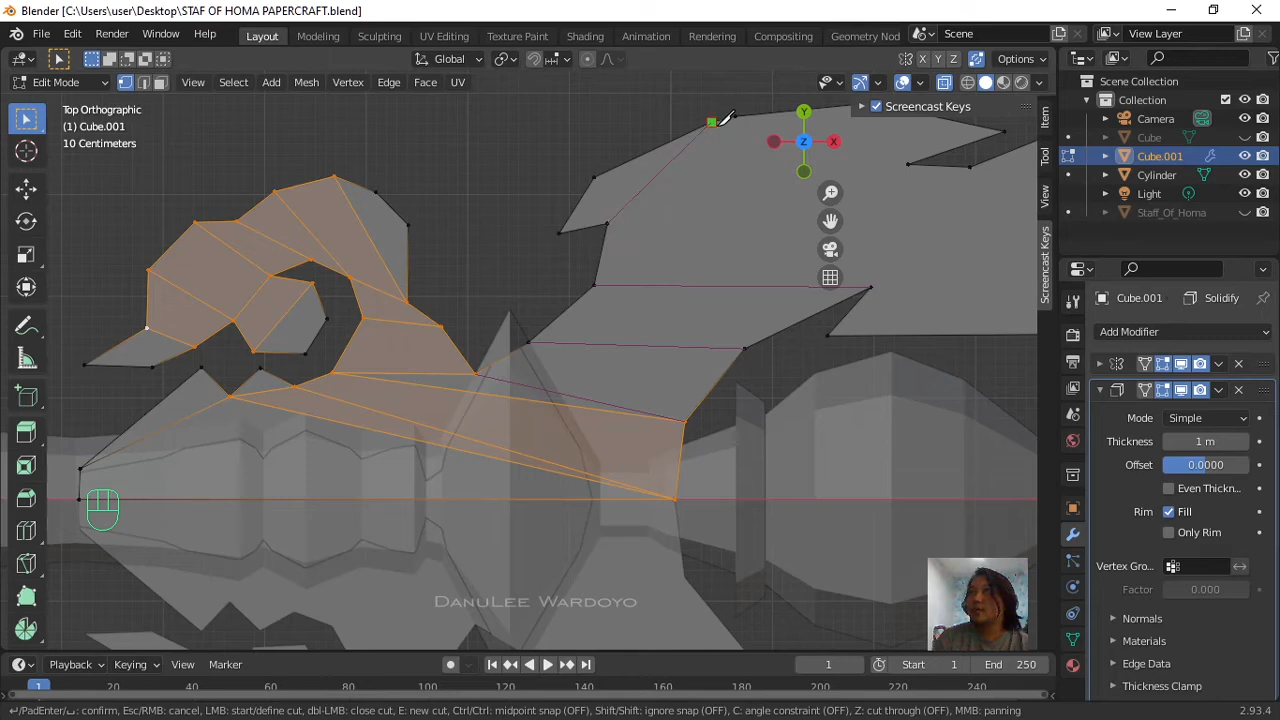 Blender [C:\Users\user\Desktop\STAF OF HOMA PAPERCRAFT.blend]
File Edit Render Window Help Layout Modeling Sculpting UV Editing Texture Paint Shading Animation Rendering Compositing Geometry Nod Scene View Layer
Global X Y Z Options
Edit Mode View Select Add Mesh Vertex Edge Face UV
Top Orthographic
(1) Cube.001
10 Centimeters
Screencast Keys
Y
Z
X
Item
Tool
View
Screencast Keys
Scene Collection
Collection
Camera
Cube
Cube.001
Cylinder
Light
Staff_Of_Homa
Cube.001 Solidify
Add Modifier
Mode Simple
Thickness 1 m
Offset 0.0000
Even Thickn...
Rim Fill
Only Rim
Vertex Gro...
Factor 0.000
Normals
Materials
Edge Data
Thickness Clamp
DanuLee Wardoyo
Playback Keying View Marker 1 Start 1 End 250
1 20 40 60 80 100 120 140 160 180 200 220 240
PadEnter/: confirm, Esc/RMB: cancel, LMB: start/define cut, dbl-LMB: close cut, E: new cut, Ctrl/Ctrl: midpoint snap (OFF), Shift/Shift: ignore snap (OFF), C: angle constraint (OFF), Z: cut through (OFF), MMB: panning 2.93.4